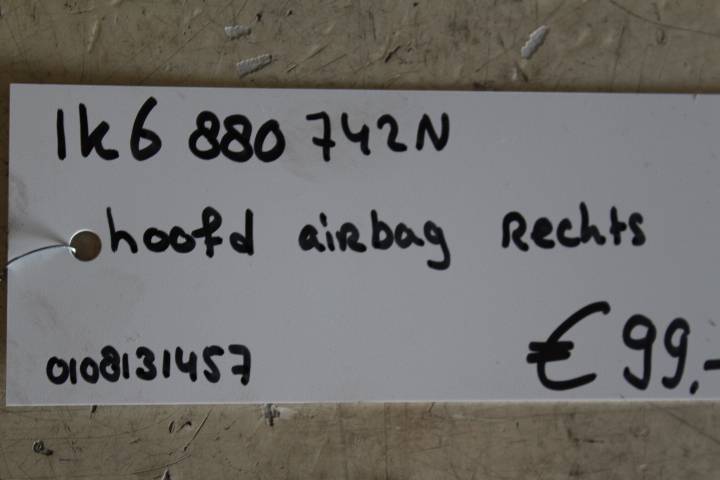 1k6 880 742N
hoofd airbag Rechts
0108131457
€ 99,-